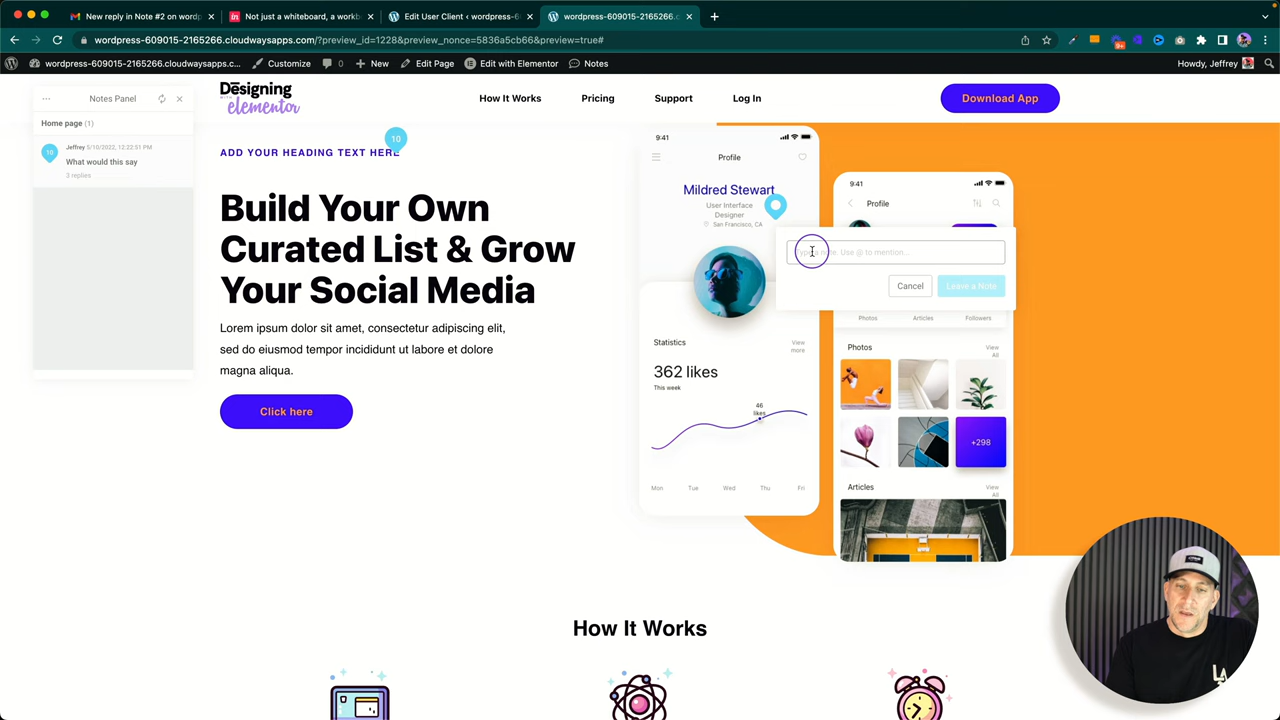 New reply in Note #2 on wordp
Not just a whiteboard, a workb
Edit User Client ‹ wordpress-6
wordpress-609015-2165266.c
wordpress-609015-2165266.cloudwaysapps.com/?preview_id=1228&preview_nonce=5836a5cb66&preview=true#
wordpress-609015-2165266.cloudwaysapps.com
Customize
0
New
Edit Page
Edit with Elementor
Notes
Howdy, Jeffrey
Designing
with
elementor
How It Works
Pricing
Support
Log In
Download App
Notes Panel
Home page (1)
10
Jeffrey 5/10/2022, 12:22:51 PM
What would this say
3 replies
10
ADD YOUR HEADING TEXT HERE
Build Your Own
Curated List & Grow
Your Social Media
Lorem ipsum dolor sit amet, consectetur adipiscing elit,
sed do eiusmod tempor incididunt ut labore et dolore
magna aliqua.
Click here
9:41
Profile
Mildred Stewart
User Interface
Designer
San Francisco, CA
Statistics
View
more
362 likes
This week
46
likes
Mon Tue Wed Thu Fri
9:41
Profile
Use @ to mention...
Cancel
Leave a Note
Photos Articles Followers
Photos
View
All
+298
Articles
View
All
How It Works